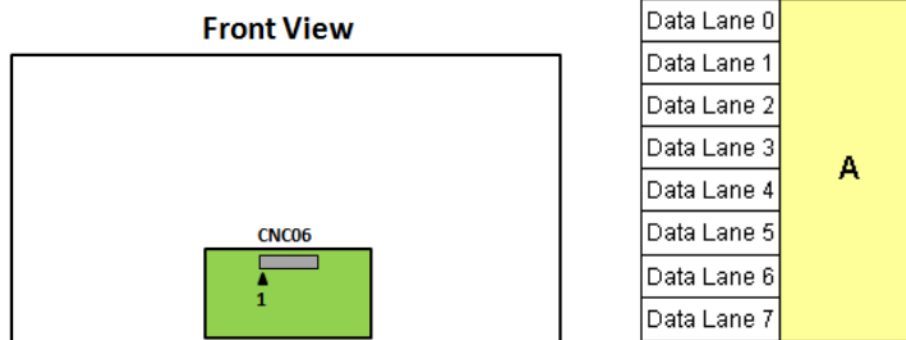 Front View
CNC06
1
Data Lane 0
Data Lane 1
Data Lane 2
Data Lane 3
Data Lane 4
Data Lane 5
Data Lane 6
Data Lane 7
A